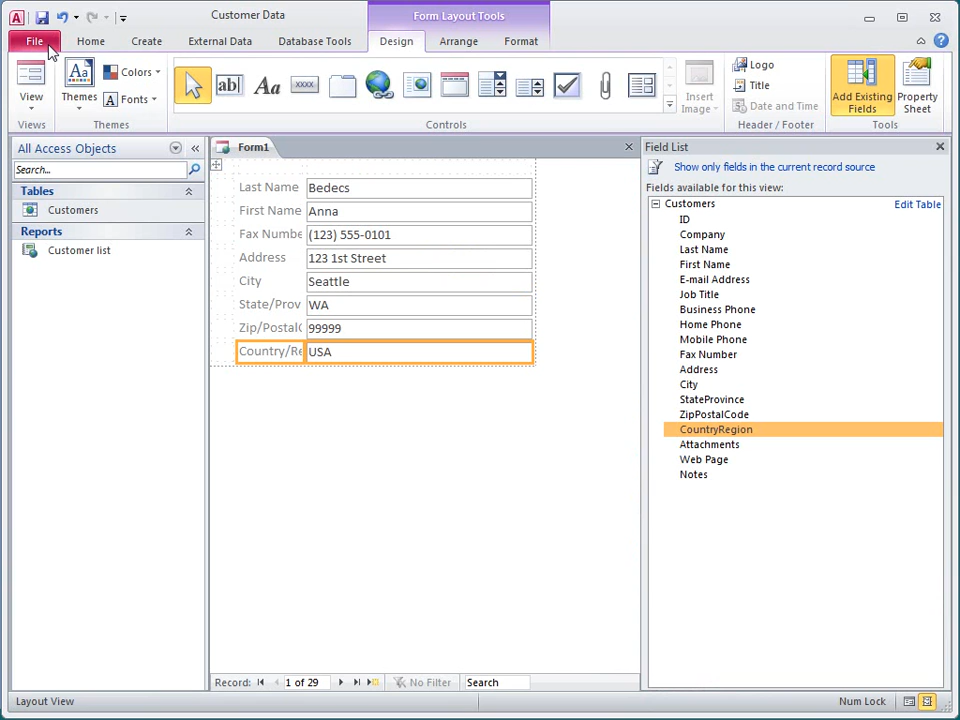 Customer Data
Form Layout Tools
File
Home
Create
External Data
Database Tools
Design
Arrange
Format
View
Views
Themes
Colors
Fonts
Themes
ab
Aa
XXXX
Controls
Insert
Image
Logo
Title
Date and Time
Header / Footer
Add Existing
Fields
Property
Sheet
Tools
All Access Objects
Search...
Tables
Customers
Reports
Customer list
Form1
Last Name Bedecs
First Name Anna
Fax Numbe (123) 555-0101
Address 123 1st Street
City Seattle
State/Prov WA
Zip/PostalC 99999
Country/Re USA
Record: 1 of 29 No Filter Search
Field List
Show only fields in the current record source
Fields available for this view:
Customers Edit Table
ID
Company
Last Name
First Name
E-mail Address
Job Title
Business Phone
Home Phone
Mobile Phone
Fax Number
Address
City
StateProvince
ZipPostalCode
CountryRegion
Attachments
Web Page
Notes
Layout View
Num Lock